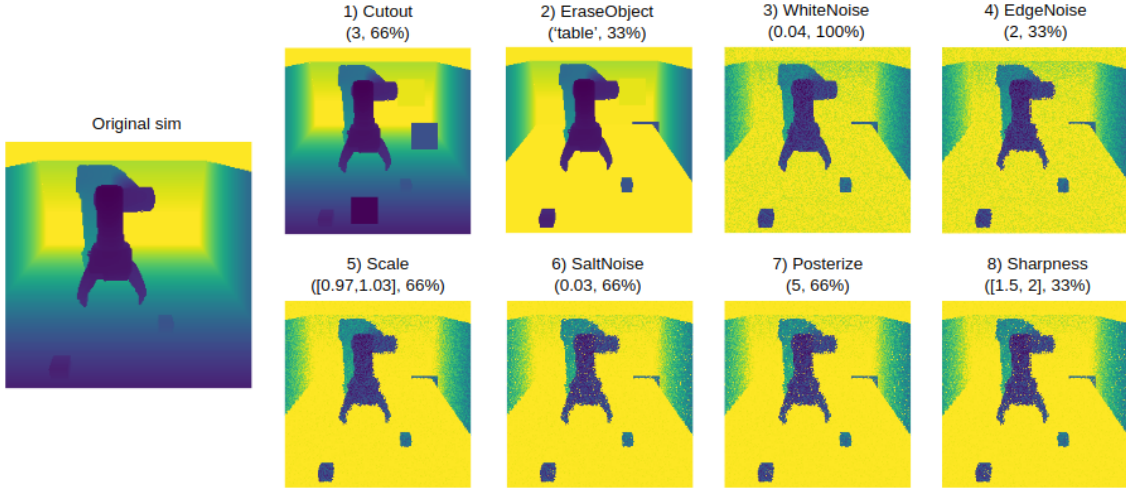 Original sim
1) Cutout
(3, 66%)
2) EraseObject
(‘table’, 33%)
3) WhiteNoise
(0.04, 100%)
4) EdgeNoise
(2, 33%)
5) Scale
([0.97,1.03], 66%)
6) SaltNoise
(0.03, 66%)
7) Posterize
(5, 66%)
8) Sharpness
([1.5, 2], 33%)